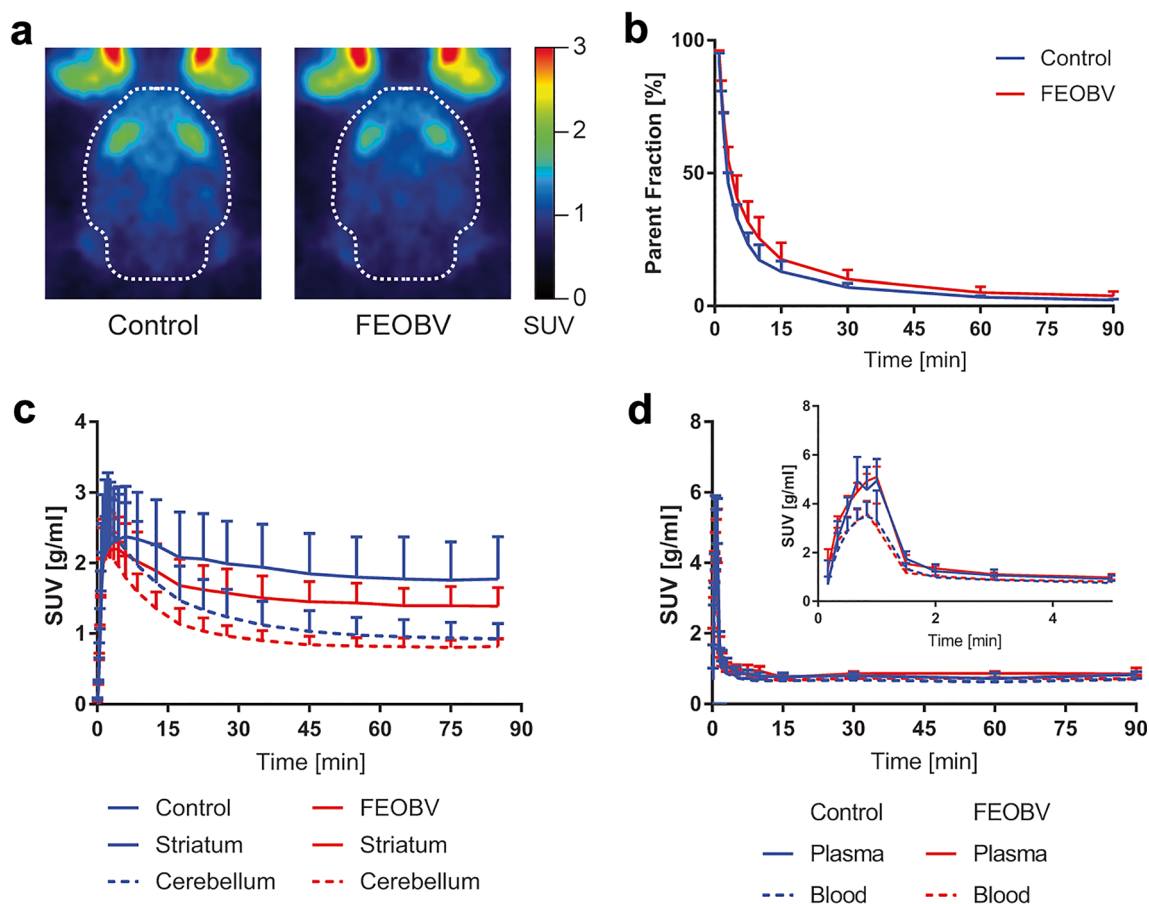 a
3
2
1
0
Control
FEOBV
SUV
b
Parent Fraction [%]
100
50
0
0 15 30 45 60 75 90
Time [min]
Control
FEOBV
c
SUV [g/ml]
4
3
2
1
0
0 15 30 45 60 75 90
Time [min]
Control FEOBV
Striatum Striatum
Cerebellum Cerebellum
d
SUV [g/ml]
8
6
4
2
0
0 15 30 45 60 75 90
Time [min]
SUV [g/ml]
8
6
4
2
0
0 2 4
Time [min]
Control FEOBV
Plasma Plasma
Blood Blood